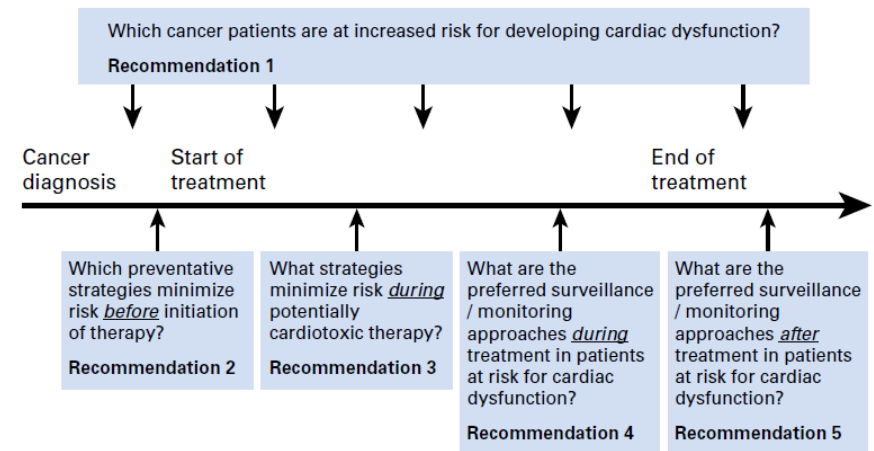 Which cancer patients are at increased risk for developing cardiac dysfunction?
Recommendation 1
Cancer
diagnosis
Start of
treatment
End of
treatment
Which preventative
strategies minimize
risk before initiation
of therapy?
Recommendation 2
What strategies
minimize risk during
potentially
cardiotoxic therapy?
Recommendation 3
What are the
preferred surveillance
/ monitoring
approaches during
treatment in patients
at risk for cardiac
dysfunction?
Recommendation 4
What are the
preferred surveillance
/ monitoring
approaches after
treatment in patients
at risk for cardiac
dysfunction?
Recommendation 5